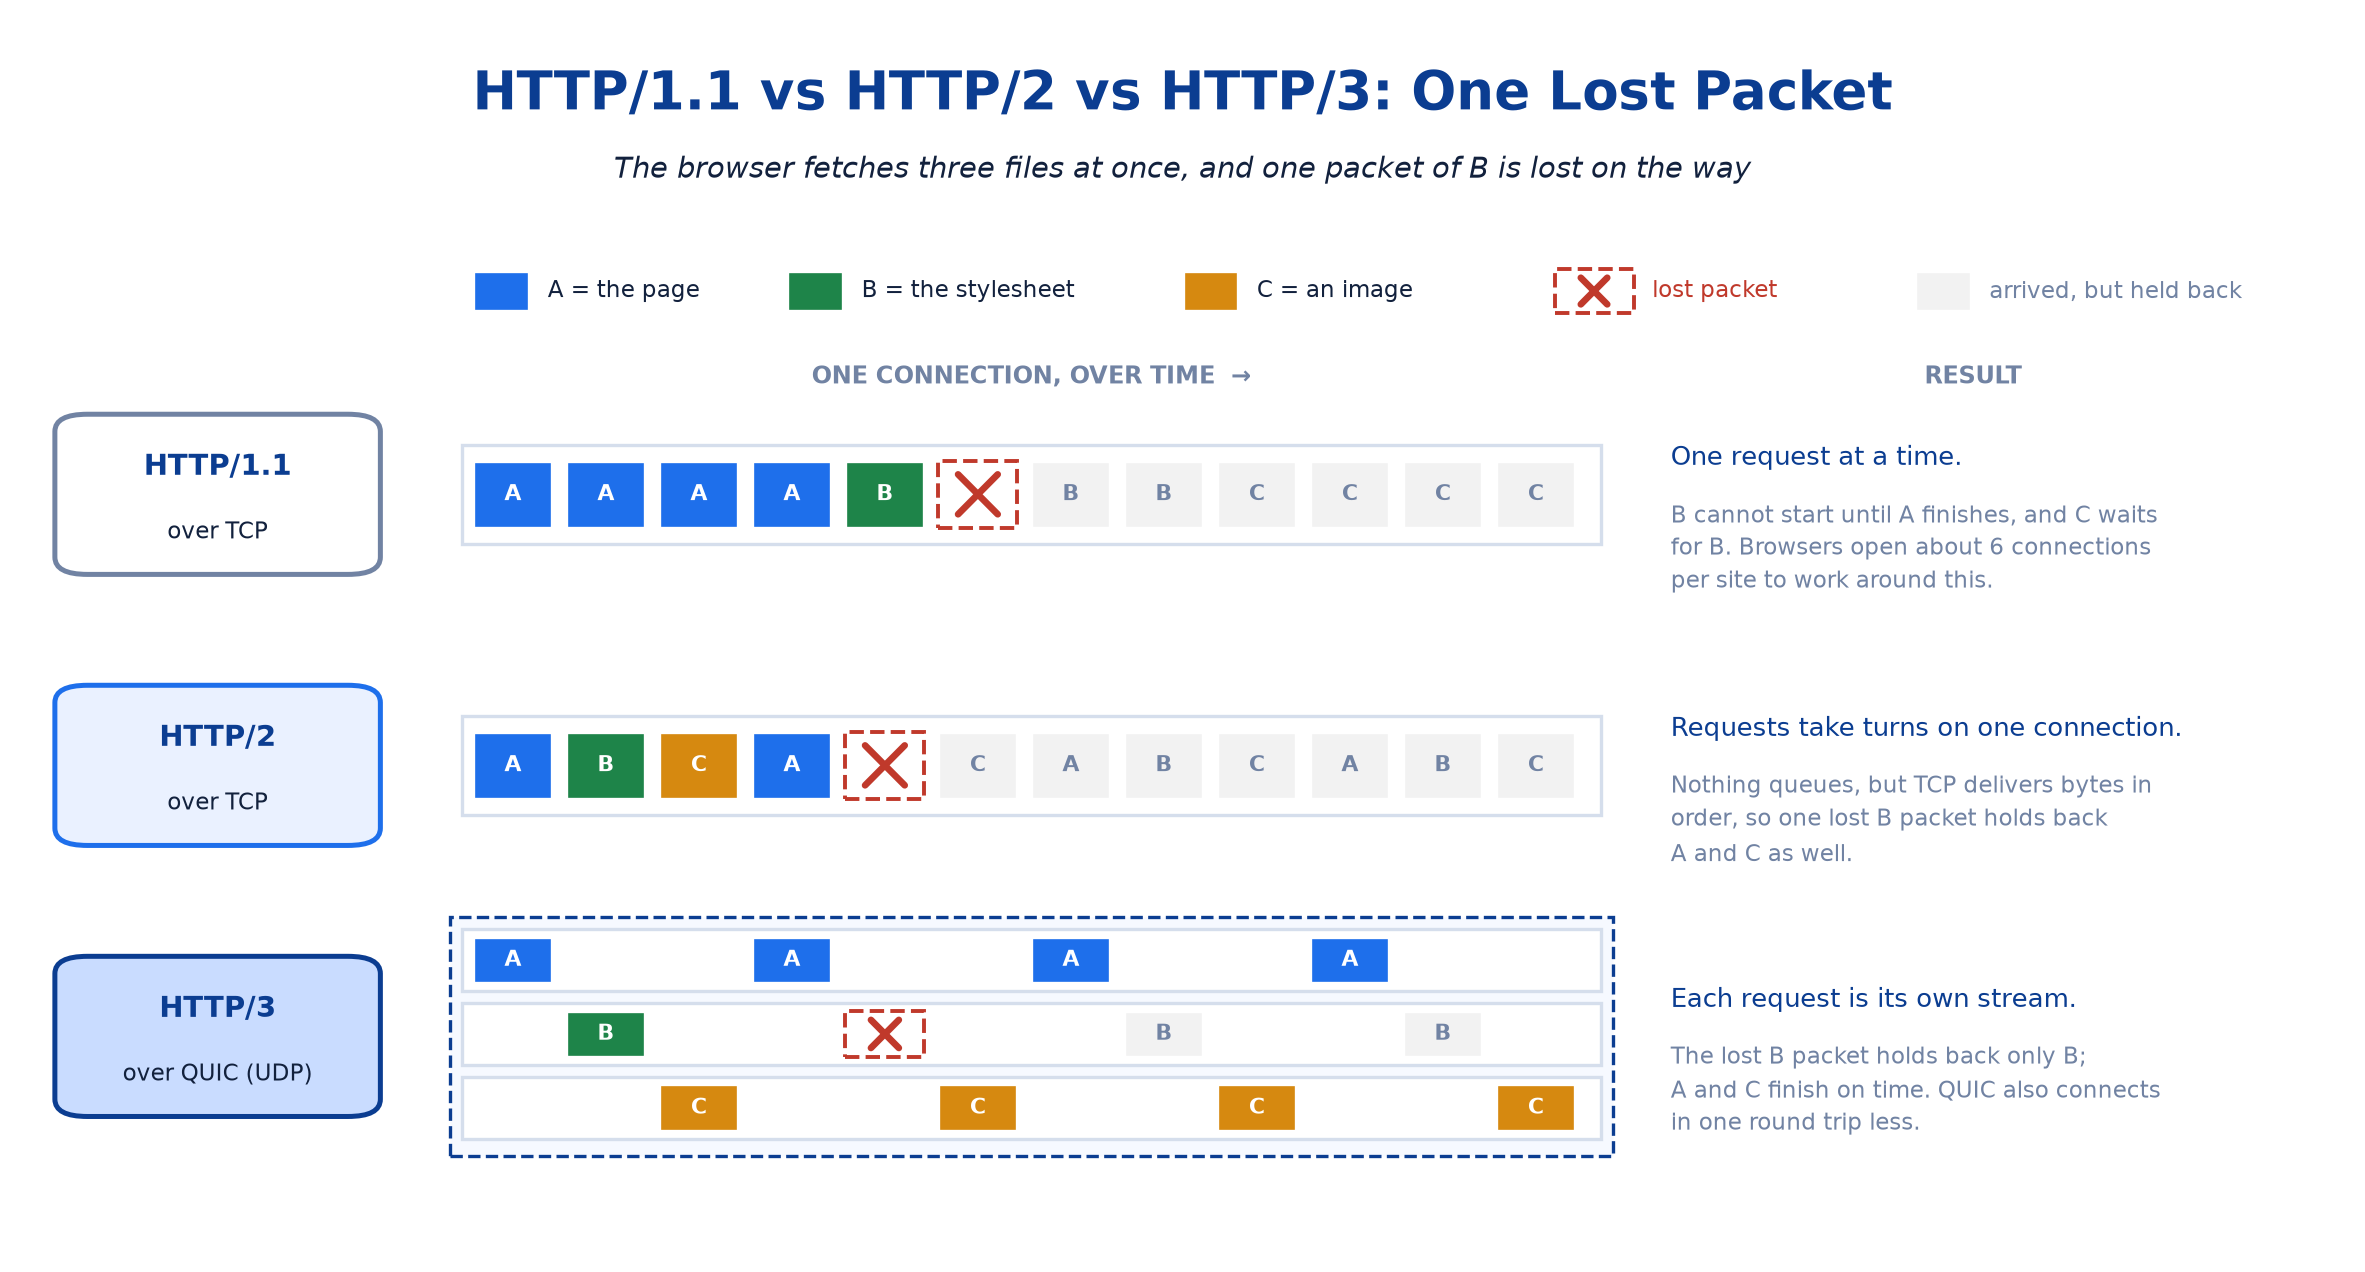 HTTP/1.1 vs HTTP/2 vs HTTP/3: One Lost Packet
The browser fetches three files at once, and one packet of B is lost on the way
A = the page
B = the stylesheet
C = an image
lost packet
arrived, but held back
ONE CONNECTION, OVER TIME →
RESULT
HTTP/1.1
over TCP
A A A A B B B C C C C
One request at a time.
B cannot start until A finishes, and C waits
for B. Browsers open about 6 connections
per site to work around this.
HTTP/2
over TCP
A B C A C A B C A B C
Requests take turns on one connection.
Nothing queues, but TCP delivers bytes in
order, so one lost B packet holds back
A and C as well.
HTTP/3
over QUIC (UDP)
A A A A
B B B
C C C C
Each request is its own stream.
The lost B packet holds back only B;
A and C finish on time. QUIC also connects
in one round trip less.